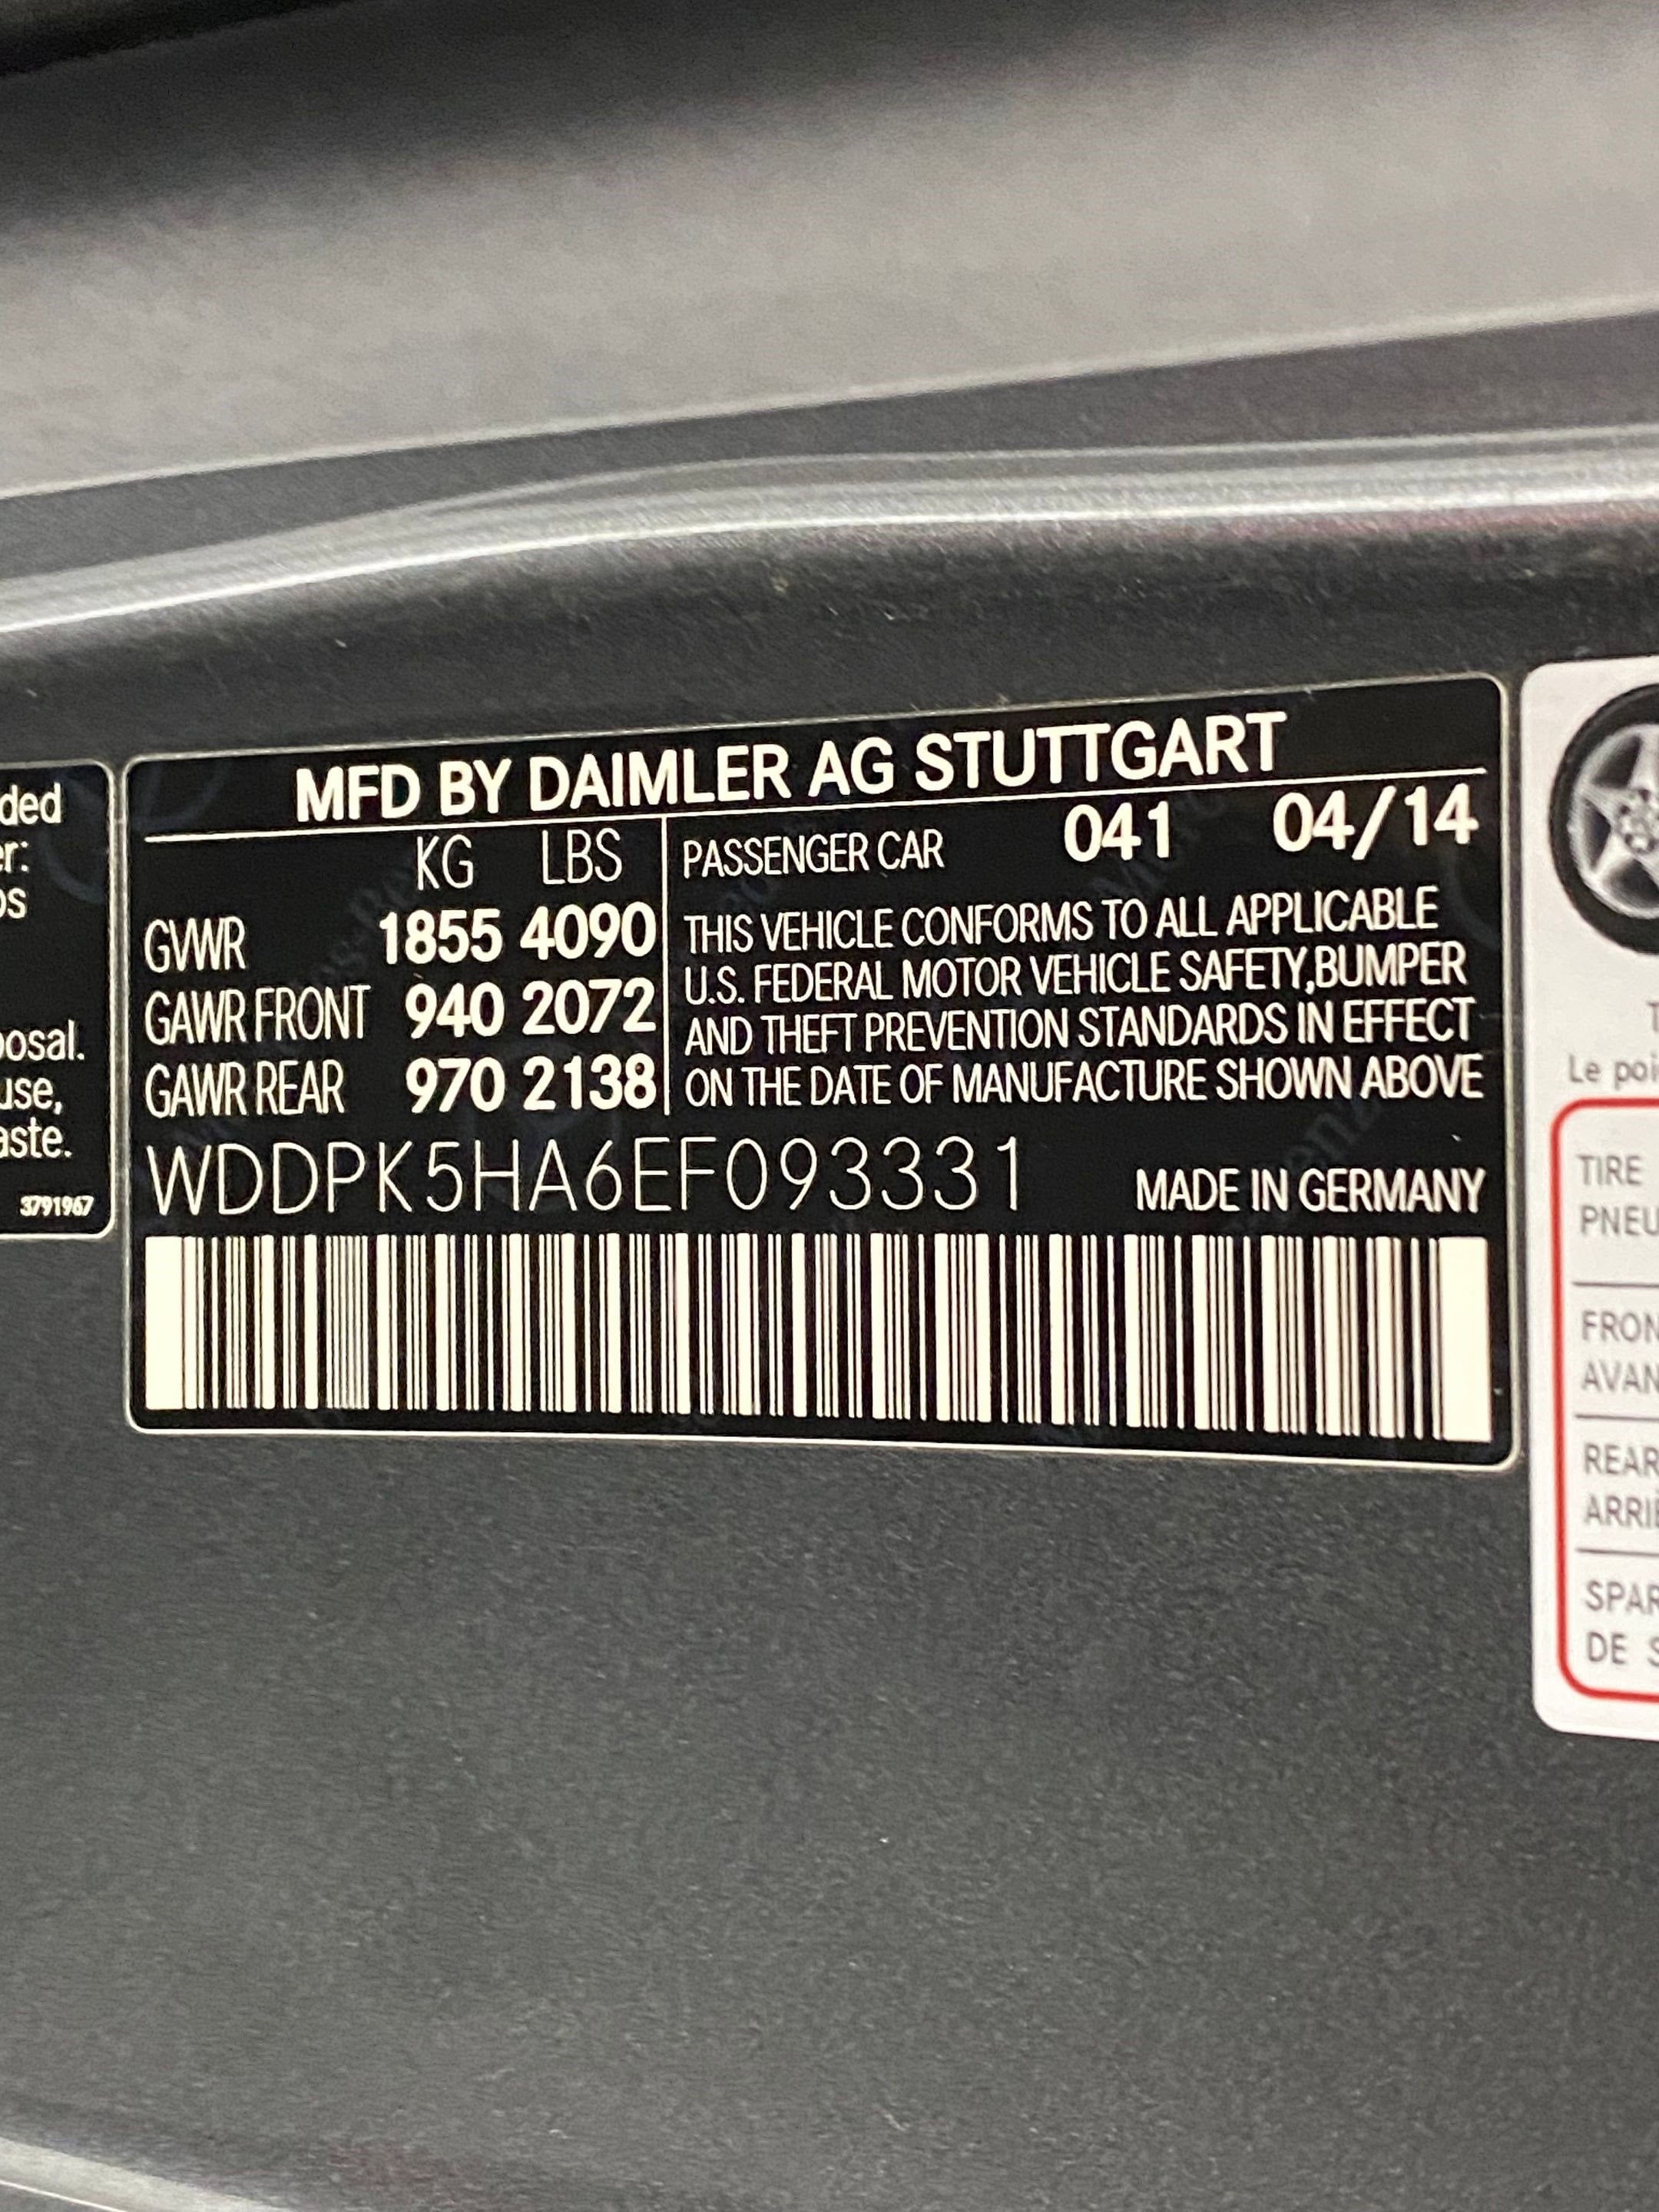 ded
er:
os
posal.
use,
aste.
3791967
MFD BY DAIMLER AG STUTTGART
KG LBS
GVWR 1855 4090
GAWR FRONT 940 2072
GAWR REAR 970 2138
PASSENGER CAR 041 04/14
THIS VEHICLE CONFORMS TO ALL APPLICABLE
U.S. FEDERAL MOTOR VEHICLE SAFETY,BUMPER
AND THEFT PREVENTION STANDARDS IN EFFECT
ON THE DATE OF MANUFACTURE SHOWN ABOVE
WDDPK5HA6EF093331 MADE IN GERMANY
T
Le poi
TIRE
PNEU
FRON
AVAN
REAR
ARRIÈ
SPAR
DE S